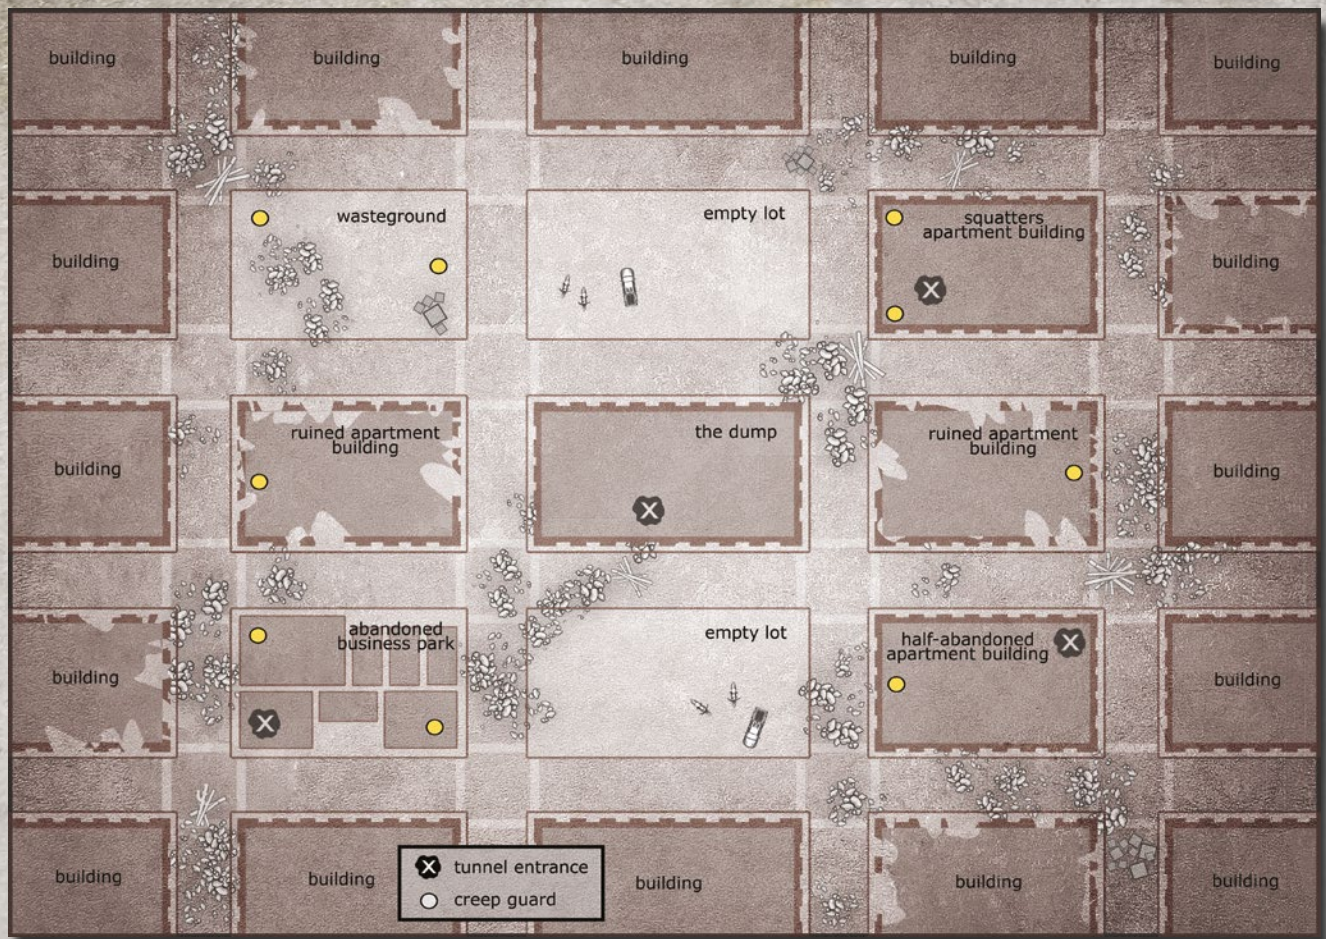 building
building
building
building
building
building
wasteground
empty lot
squatters
apartment building
building
building
ruined apartment
building
the dump
ruined apartment
building
building
building
abandoned
business park
empty lot
half-abandoned
apartment building
building
building
building
tunnel entrance
creep guard
building
building
building